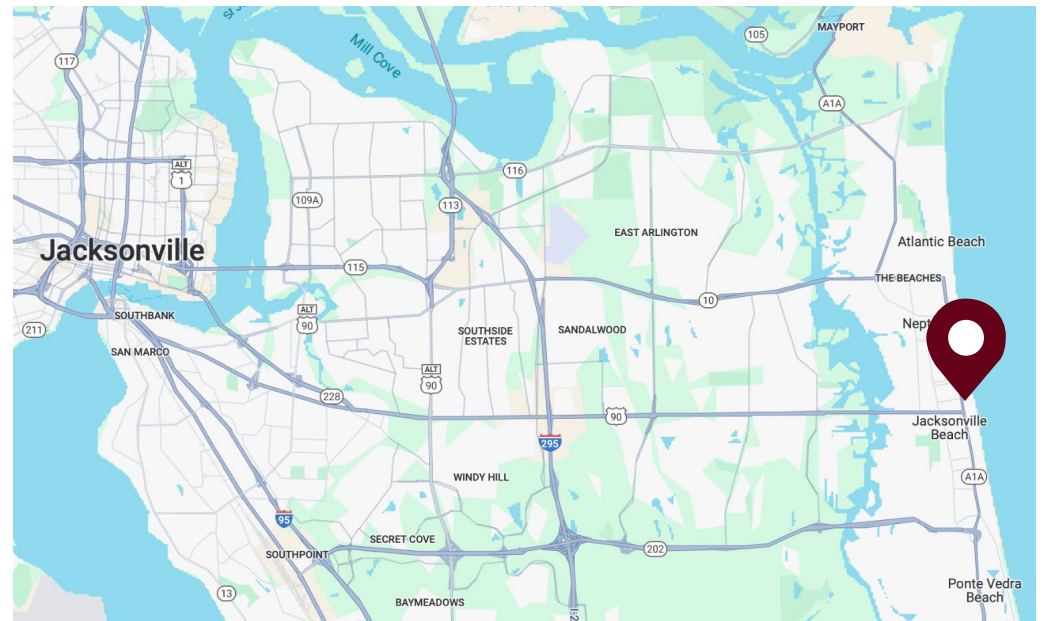 105
MAYPORT
117
Mill Cove
A1A
ALT
1
116
109A
113
EAST ARLINGTON
Jacksonville
Atlantic Beach
115
THE BEACHES
10
ALT
90
SOUTHBANK
211
SOUTHSIDE
ESTATES
SANDALWOOD
SAN MARCO
ALT
90
228
90
Jacksonville
Beach
295
WINDY HILL
A1A
95
SECRET COVE
SOUTHPOINT
202
13
Ponte Vedra
Beach
BAYMEADOWS